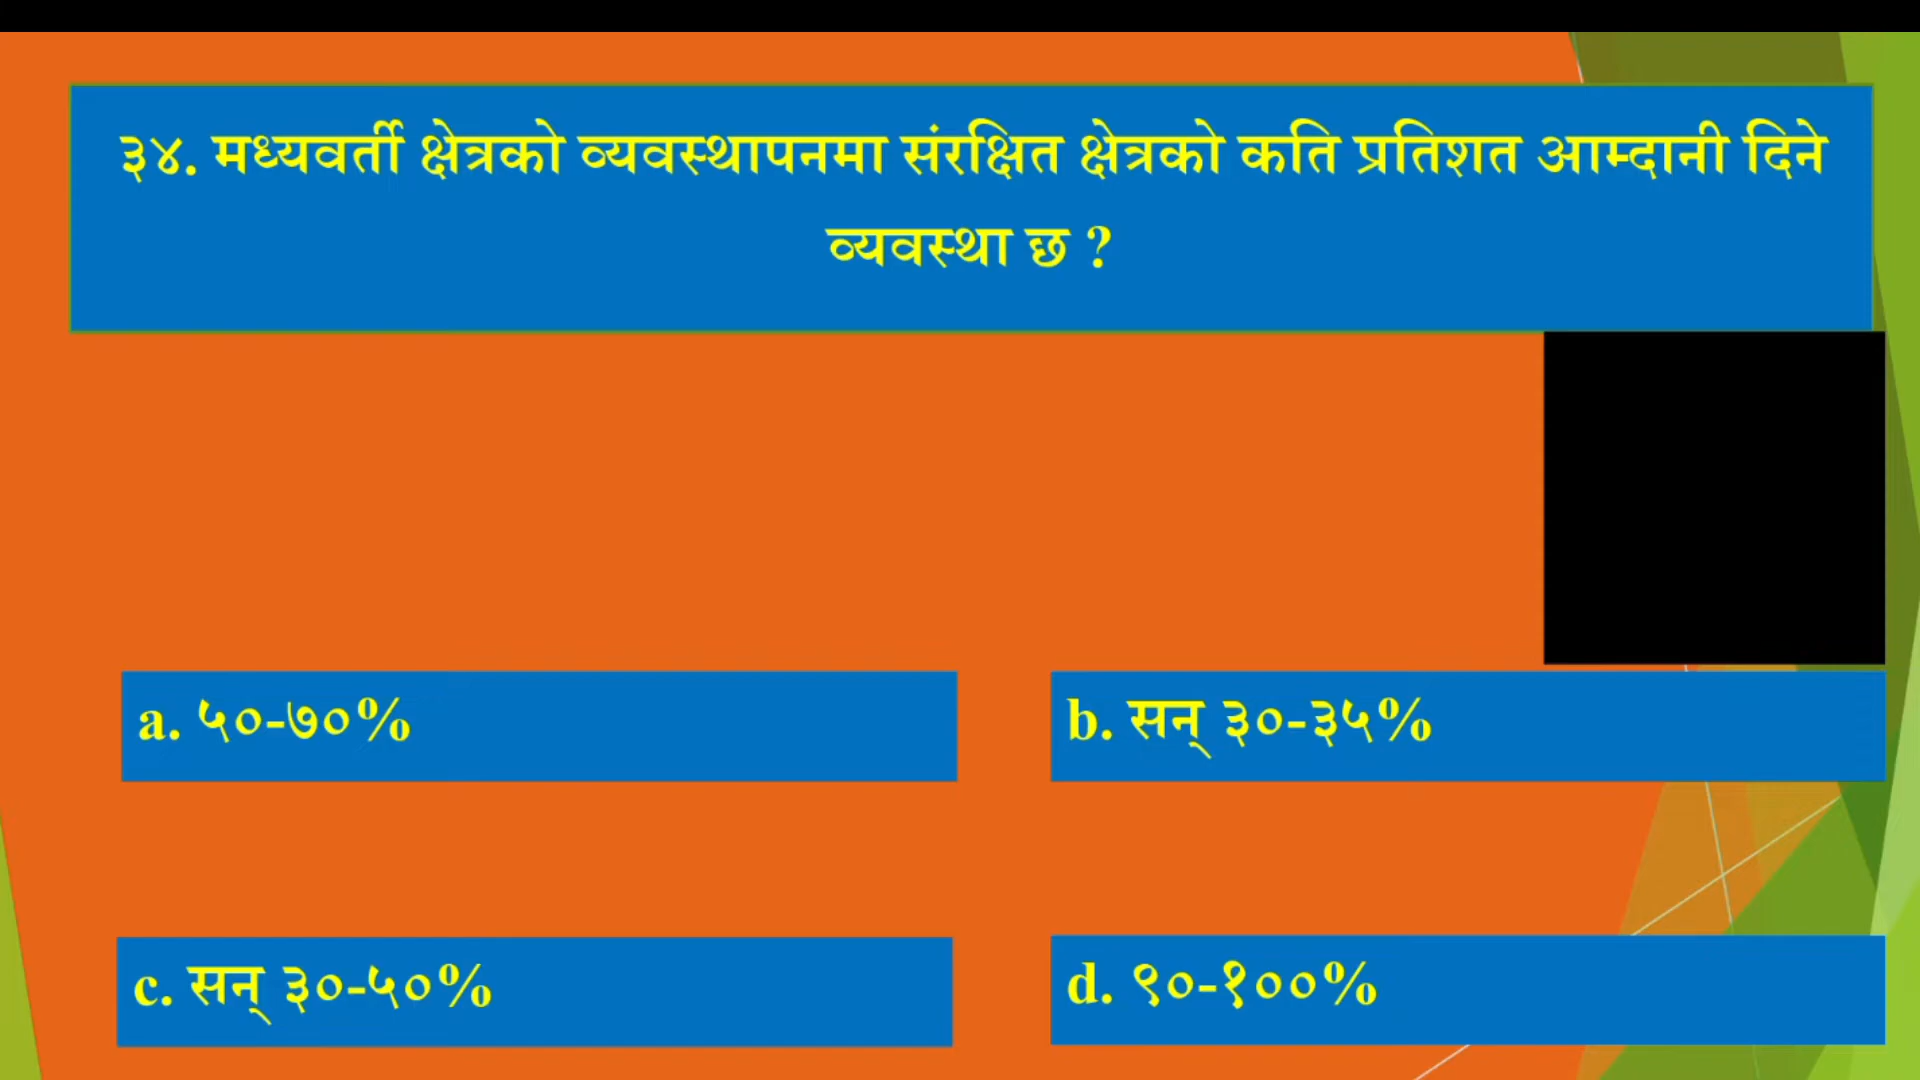 ३४. मध्यवर्ती क्षेत्रको व्यवस्थापनमा संरक्षित क्षेत्रको कति प्रतिशत आम्दानी दिने
व्यवस्था छ ?
a. ५०-७०%
b. सन् ३०-३५%
c. सन् ३०-५०%
d. ९०-१००%